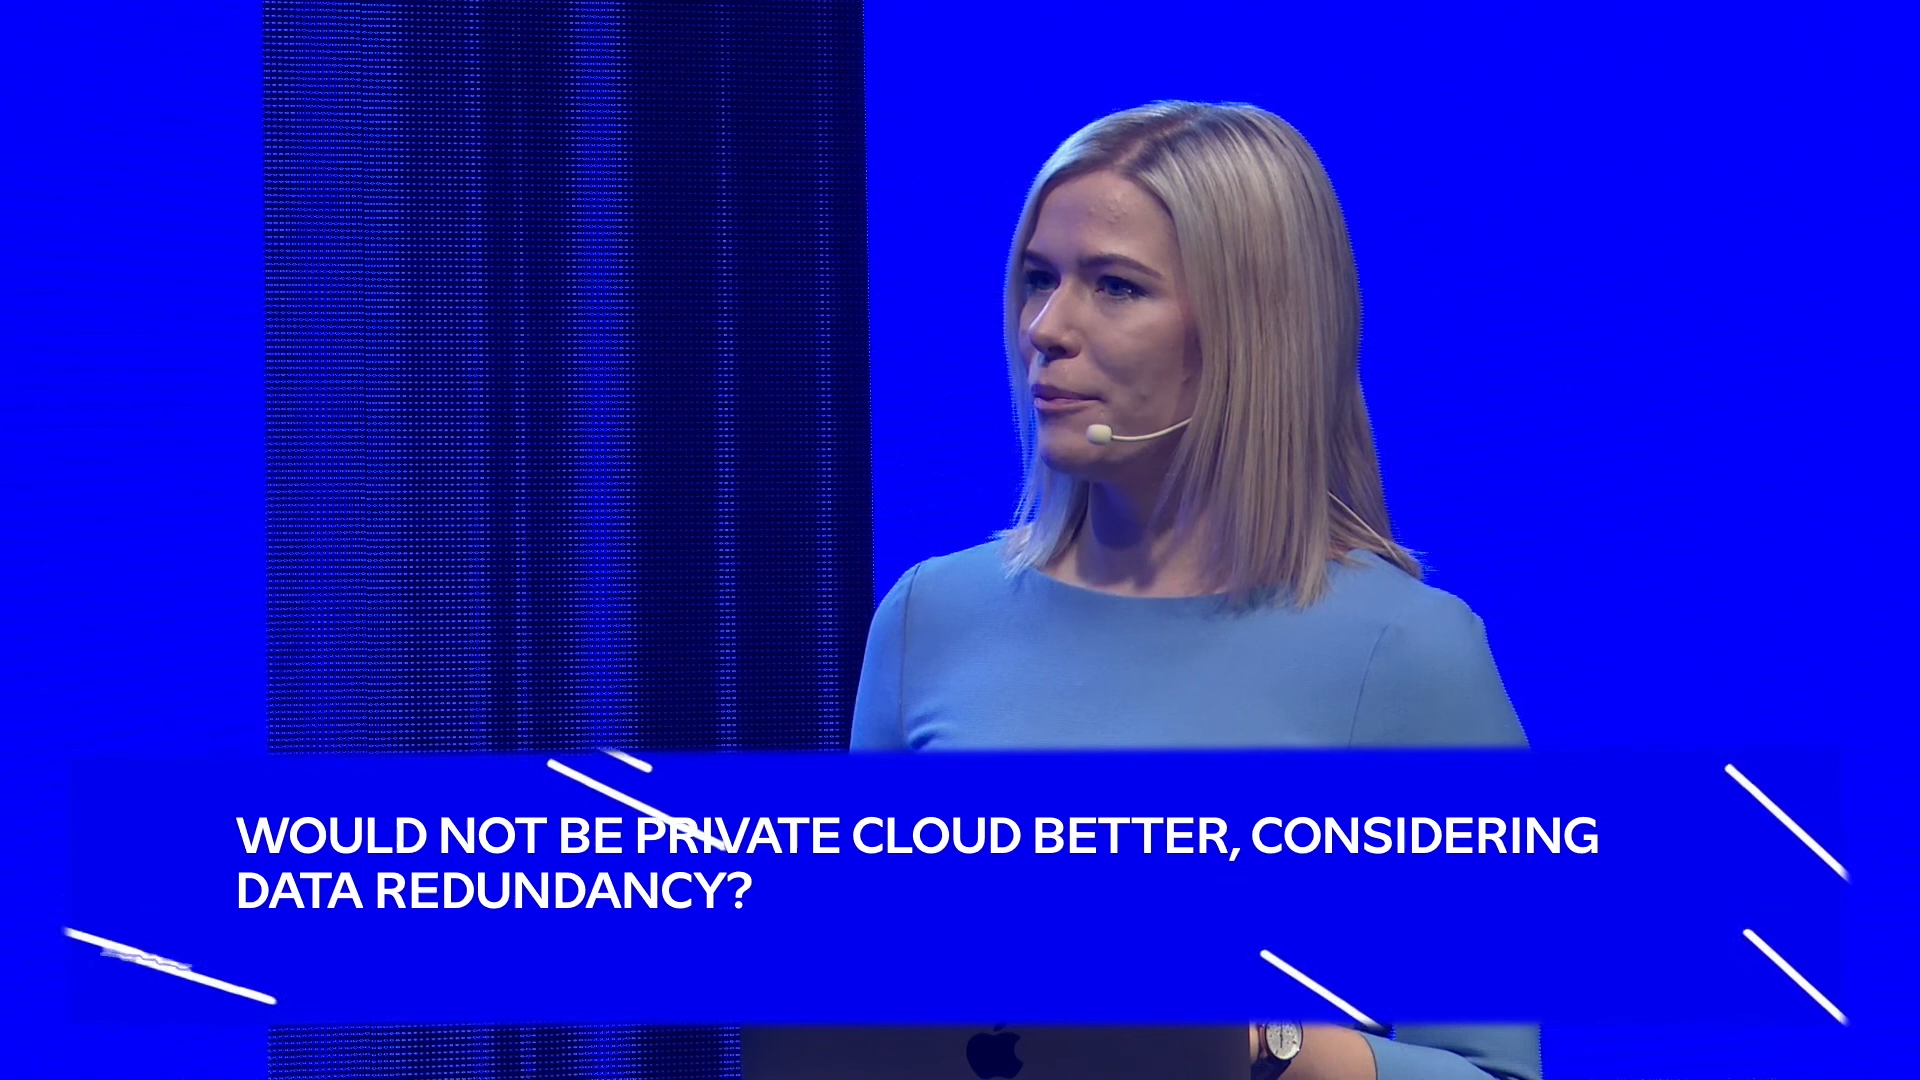 WOULD NOT BE PRIVATE CLOUD BETTER, CONSIDERING
DATA REDUNDANCY?